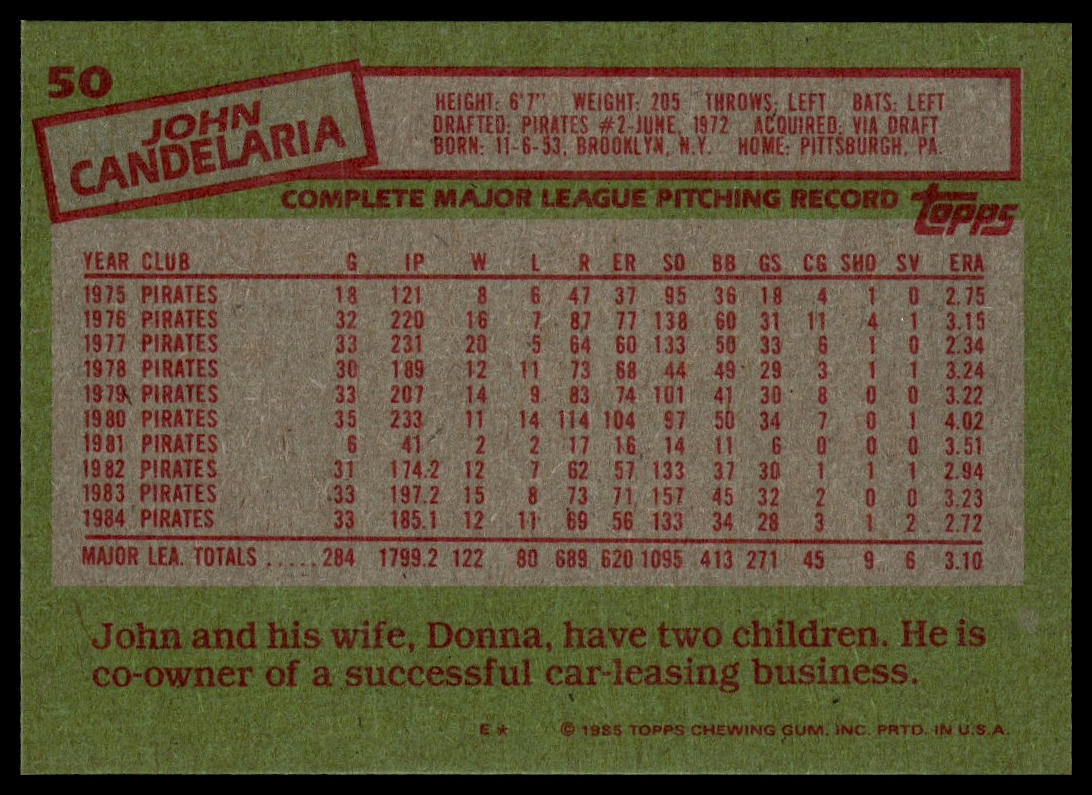 50
JOHN
CANDELARIA
HEIGHT: 6'7" WEIGHT: 205 THROWS: LEFT BATS: LEFT
DRAFTED: PIRATES #2-JUNE, 1972 ACQUIRED: VIA DRAFT
BORN: 11-6-53, BROOKLYN, N.Y. HOME: PITTSBURGH, PA.
COMPLETE MAJOR LEAGUE PITCHING RECORD topps
YEAR CLUB G IP W L R ER SO BB GS CG SHO SV ERA
1975 PIRATES 18 121 8 6 47 37 95 36 18 4 1 0 2.75
1976 PIRATES 32 220 16 7 87 77 138 60 31 11 4 1 3.15
1977 PIRATES 33 231 20 5 64 60 133 50 33 6 1 0 2.34
1978 PIRATES 30 189 12 11 73 68 44 49 29 3 1 1 3.24
1979 PIRATES 33 207 14 9 83 74 101 41 30 8 0 0 3.22
1980 PIRATES 35 233 11 14 114 104 97 50 34 7 0 1 4.02
1981 PIRATES 6 41 2 2 17 16 14 11 6 0 0 0 3.51
1982 PIRATES 31 174.2 12 7 62 57 133 37 30 1 1 1 2.94
1983 PIRATES 33 197.2 15 8 73 71 157 45 32 2 0 0 3.23
1984 PIRATES 33 185.1 12 11 69 56 133 34 28 3 1 2 2.72
MAJOR LEA. TOTALS ..... 284 1799.2 122 80 689 620 1095 413 271 45 9 6 3.10
John and his wife, Donna, have two children. He is
co-owner of a successful car-leasing business.
E* © 1985 TOPPS CHEWING GUM, INC. PRTD. IN U.S.A.